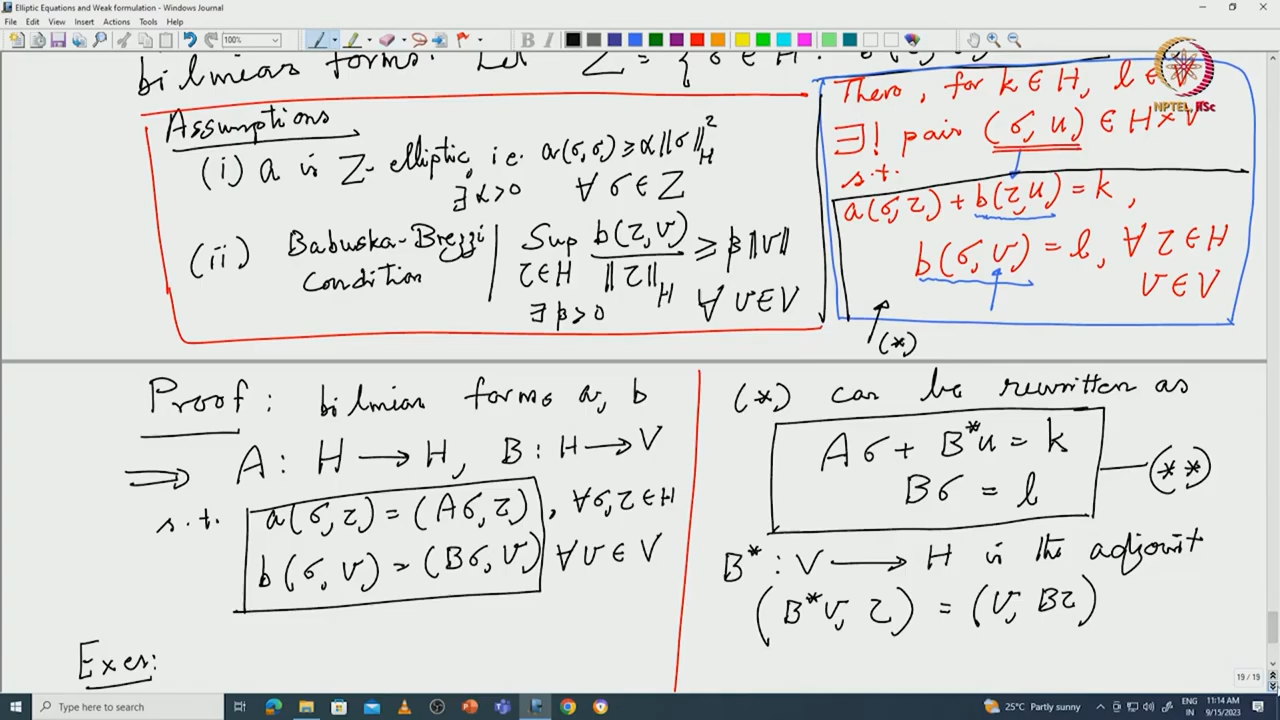 Elliptic Equations and Weak formulation - Windows Journal
File Edit View Insert Actions Tools Help
100%
B I
bilinear forms. Let Z = { σ ∈ H :
Assumptions
(i) a is Z-elliptic, i.e. a(σ,σ) ≥ α‖σ‖²_H
∃ α>0 ∀ σ ∈ Z
(ii) Babuska-Brezzi Condition | Sup_{τ∈H} b(τ,v)/‖τ‖_H ≥ β‖v‖
∃ β>0 ∀ v ∈ V
Then, for k ∈ H, l ∈ V
NPTEL, IISc
∃! pair (σ, u) ∈ H×V
s.t.
a(σ,τ) + b(τ,u) = k,
b(σ,v) = l, ∀ τ ∈ H
v ∈ V
(*)
Proof: bilinear forms a, b
⟹ A : H ⟶ H, B : H ⟶ V
s.t. a(σ,τ) = (Aσ,τ), ∀σ,τ ∈ H
b(σ,v) = (Bσ,v), ∀ v ∈ V
Exer:
(*) can be rewritten as
Aσ + B*u = k
Bσ = l
(**)
B* : V ⟶ H is the adjoint
(B*v, τ) = (v, Bτ)
19 / 19
Type here to search
25°C Partly sunny
ENG
IN
11:14 AM
9/15/2023